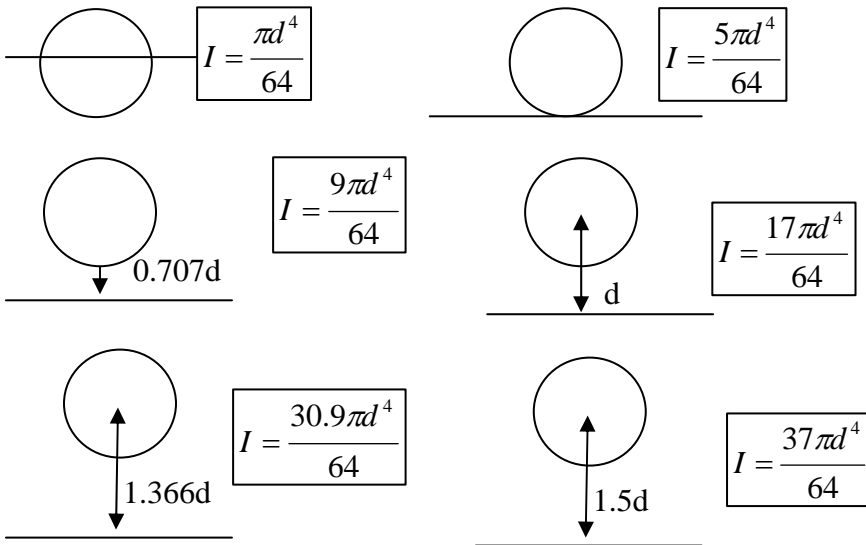 I = πd⁴/64
I = 5πd⁴/64
I = 9πd⁴/64
0.707d
I = 17πd⁴/64
d
I = 30.9πd⁴/64
1.366d
I = 37πd⁴/64
1.5d